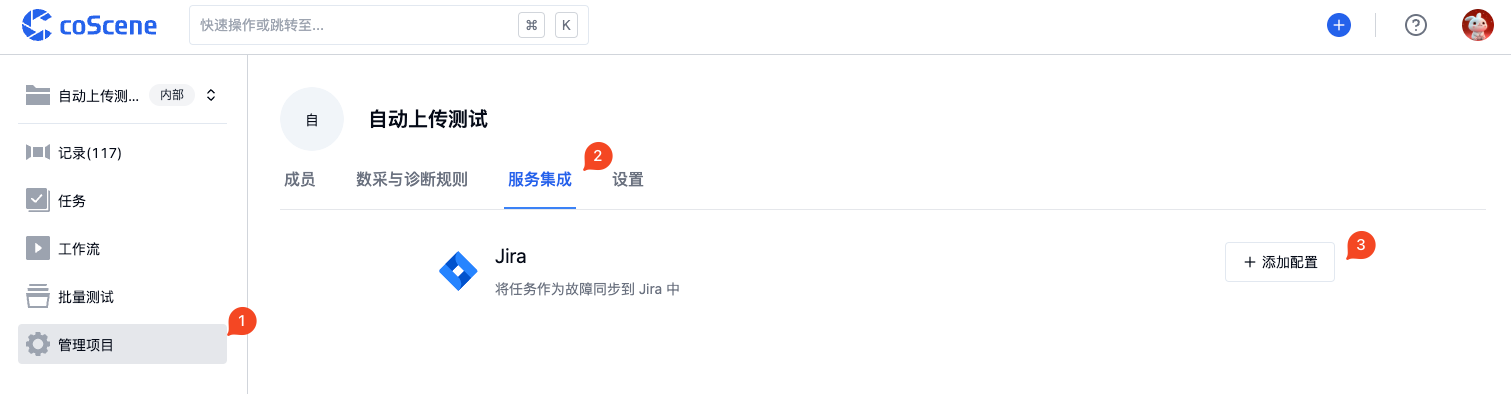 coScene
快速操作或跳转至...
⌘
K
自动上传测...
内部
记录(117)
任务
工作流
批量测试
管理项目
1
自
自动上传测试
成员
数采与诊断规则
服务集成
2
设置
Jira
将任务作为故障同步到 Jira 中
添加配置
3